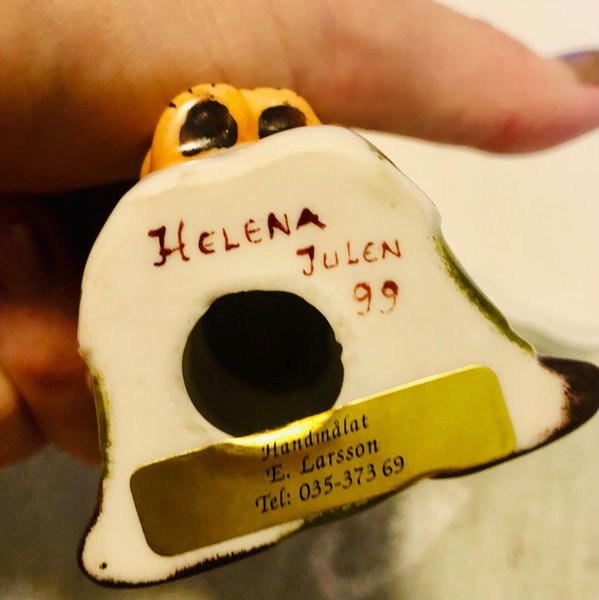 HELENA
JULEN
99
Handmålat
E. Larsson
Tel: 035-373 69